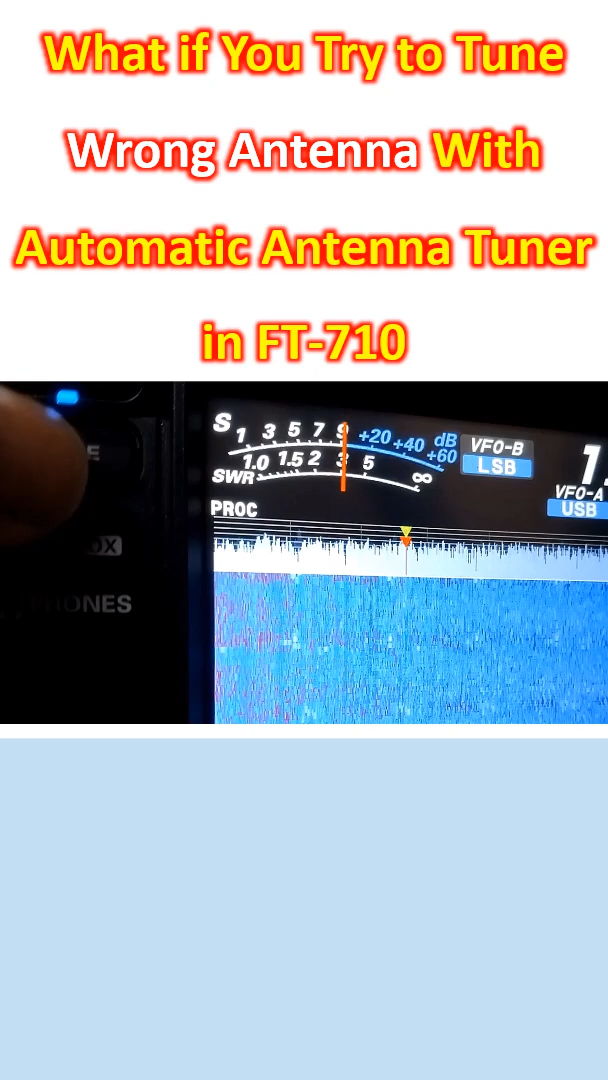 What if You Try to Tune
Wrong Antenna With
Automatic Antenna Tuner
in FT-710
S 1 3 5 7 9 +20 +40 +60 dB
SWR 1.0 1.5 2 3 5 ∞
VFO-B
LSB
VFO-A
USB
PROC
PHONES